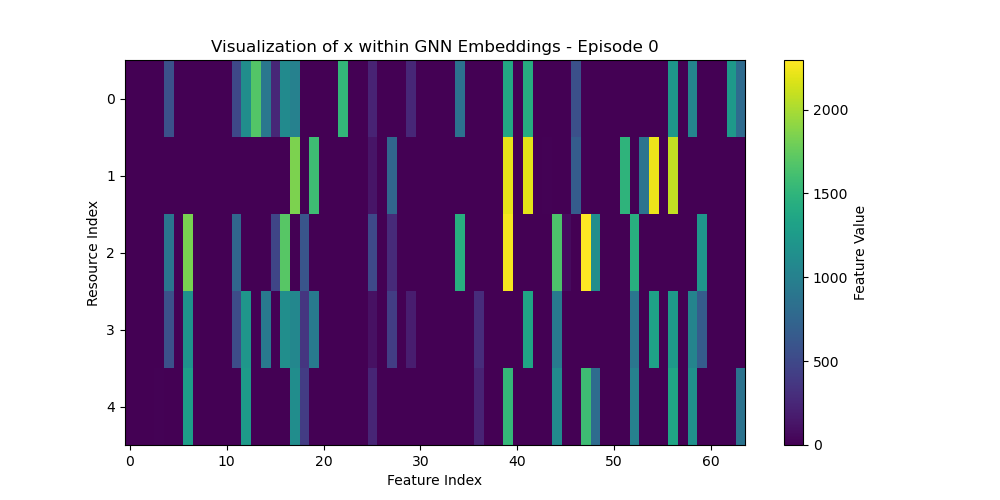 Visualization of x within GNN Embeddings - Episode 0
Resource Index
0
1
2
3
4
0 10 20 30 40 50 60
Feature Index
2000
1500
1000
500
0
Feature Value